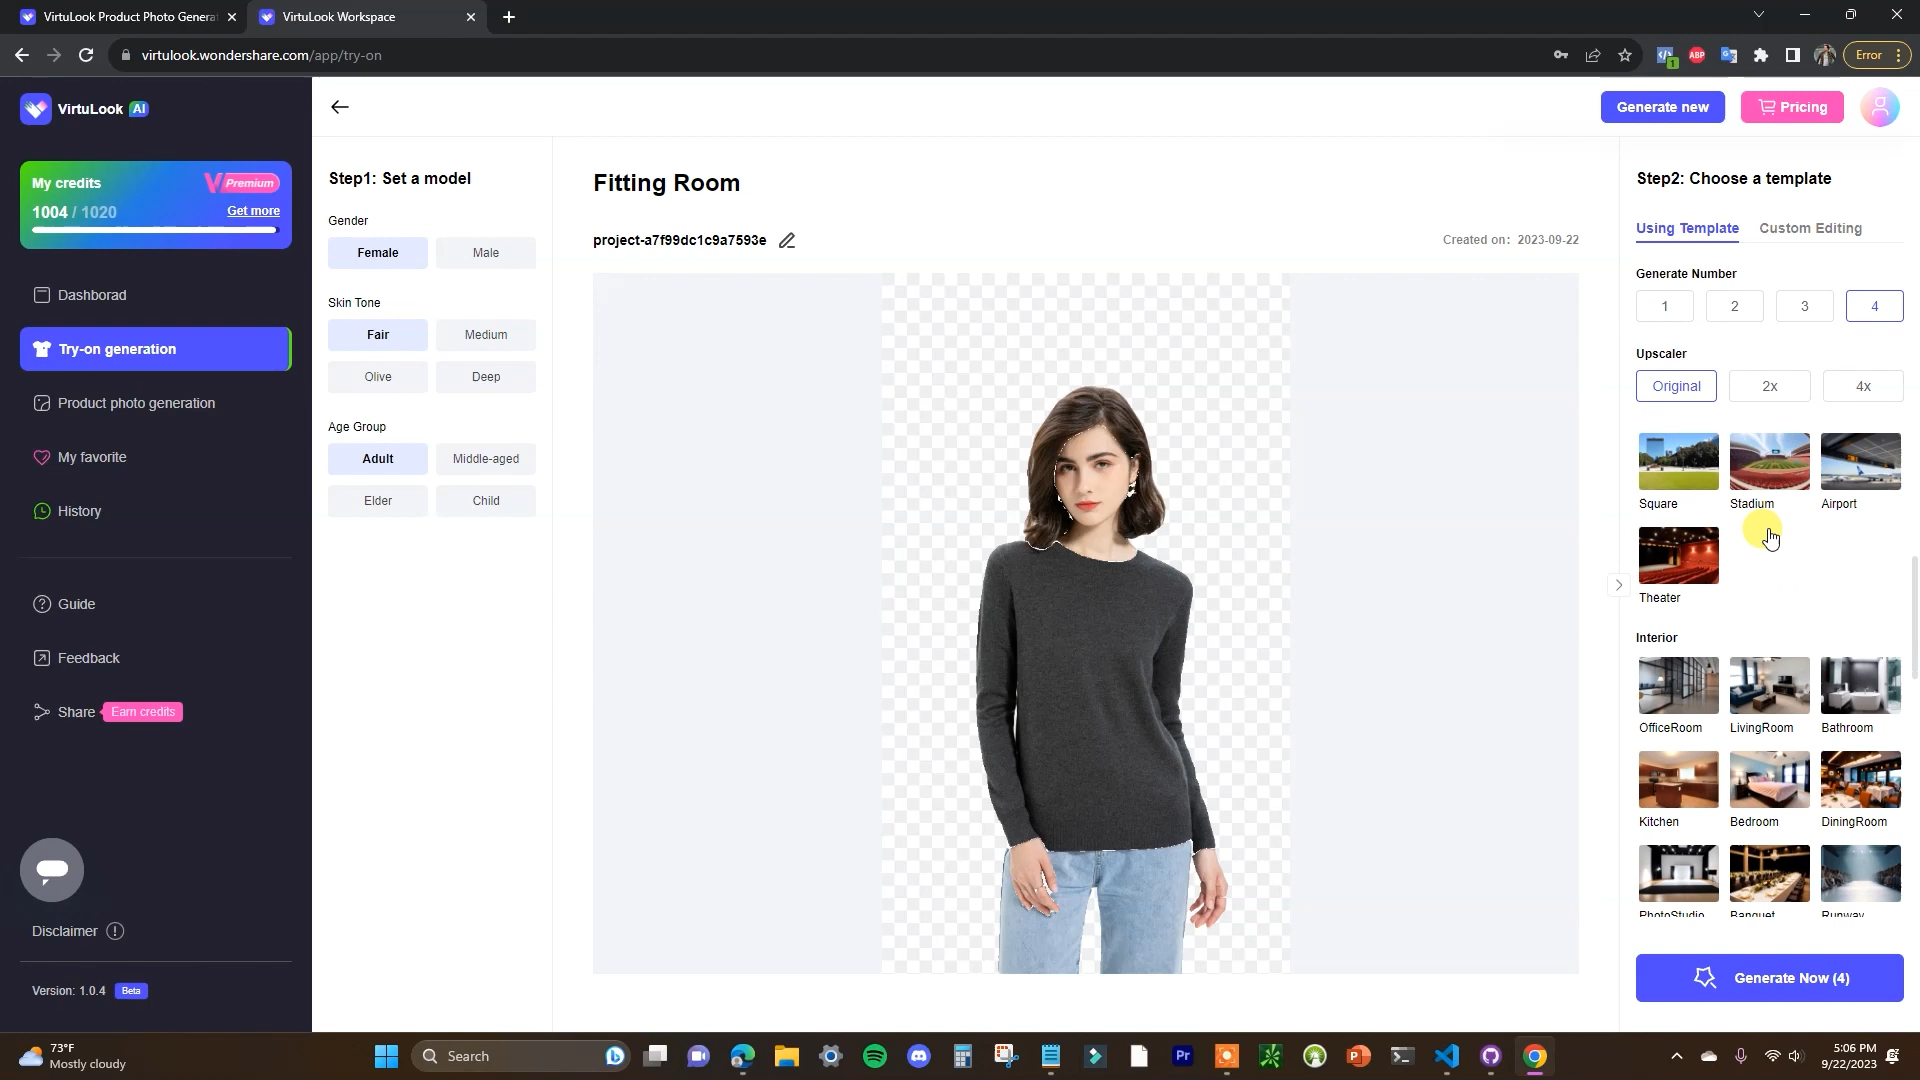 VirtuLook Product Photo Genera
VirtuLook Workspace
virtulook.wondershare.com/app/try-on
ABP
1
Error
VirtuLook AI
Generate new
Pricing
My credits
Premium
1004 / 1020
Get more
Dashborad
Try-on generation
Product photo generation
My favorite
History
Guide
Feedback
Share
Earn credits
Disclaimer
Version: 1.0.4
Beta
Step1: Set a model
Gender
Female
Male
Skin Tone
Fair
Medium
Olive
Deep
Age Group
Adult
Middle-aged
Elder
Child
Fitting Room
project-a7f99dc1c9a7593e
Created on: 2023-09-22
Step2: Choose a template
Using Template
Custom Editing
Generate Number
1
2
3
4
Upscaler
Original
2x
4x
Square
Stadium
Airport
Theater
Interior
OfficeRoom
LivingRoom
Bathroom
Kitchen
Bedroom
DiningRoom
PhotoStudio
Banquet
Runway
Generate Now (4)
73°F
Mostly cloudy
Search
Pr
P
5:06 PM
9/22/2023